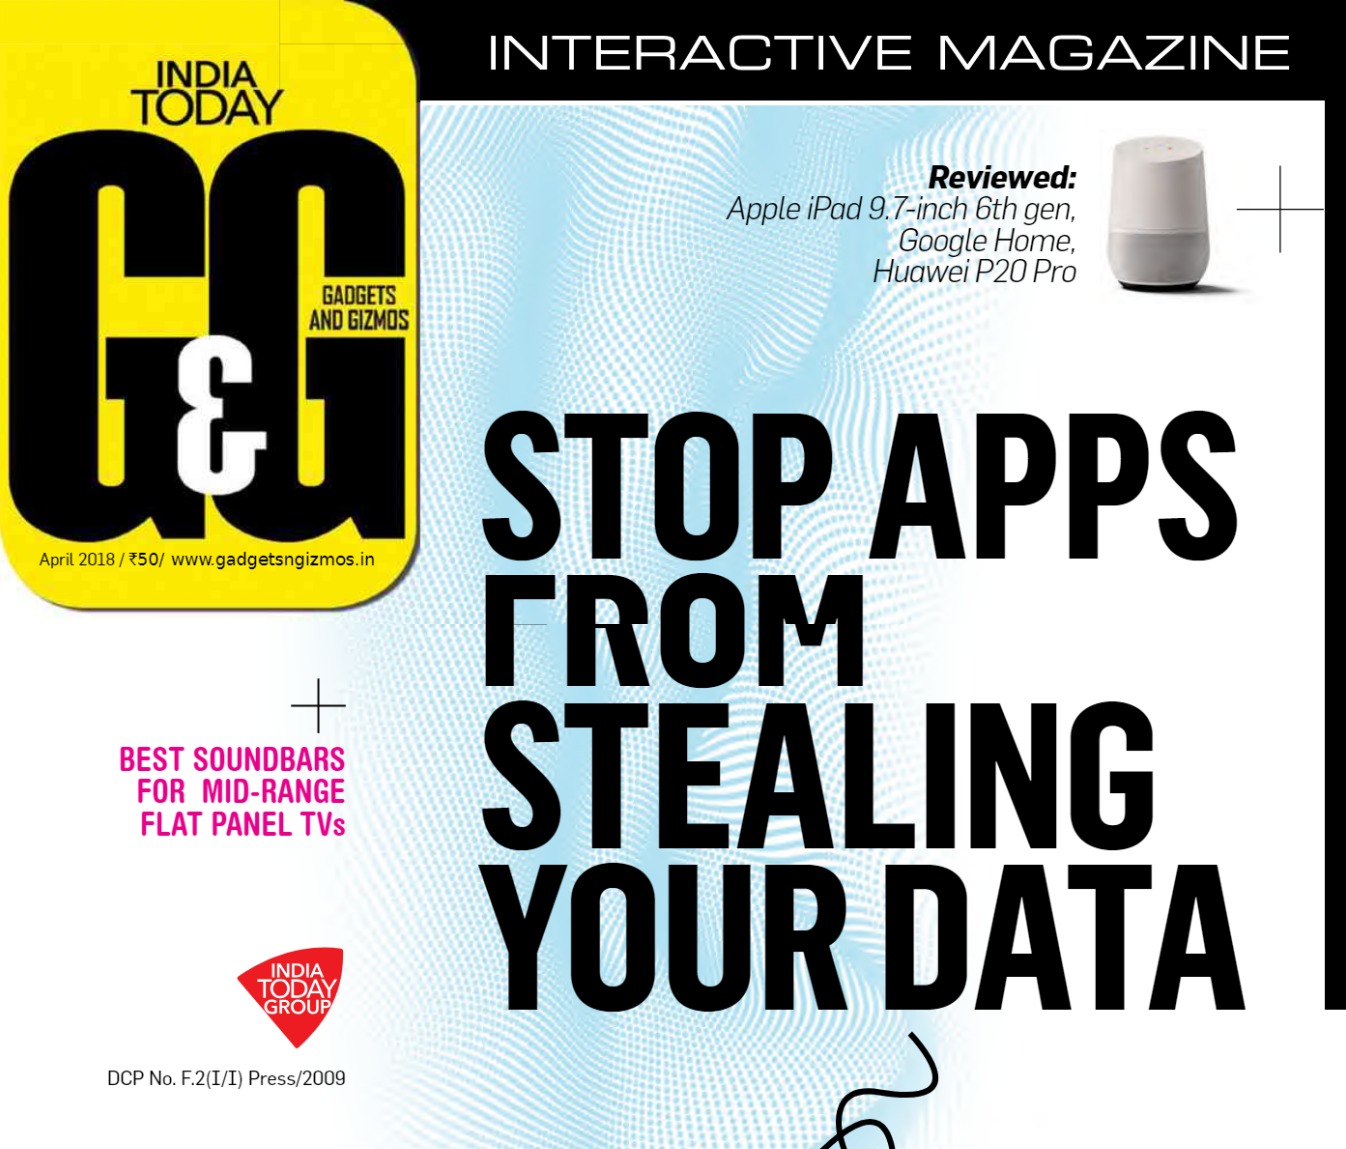 INTERACTIVE MAGAZINE
INDIA
TODAY
G&G
GADGETS
AND GIZMOS
April 2018 / ₹50/ www.gadgetsngizmos.in
Reviewed:
Apple iPad 9.7-inch 6th gen,
Google Home,
Huawei P20 Pro
STOP APPS
FROM
STEALING
YOUR DATA
BEST SOUNDBARS
FOR MID-RANGE
FLAT PANEL TVs
INDIA
TODAY
GROUP
DCP No. F.2(I/I) Press/2009